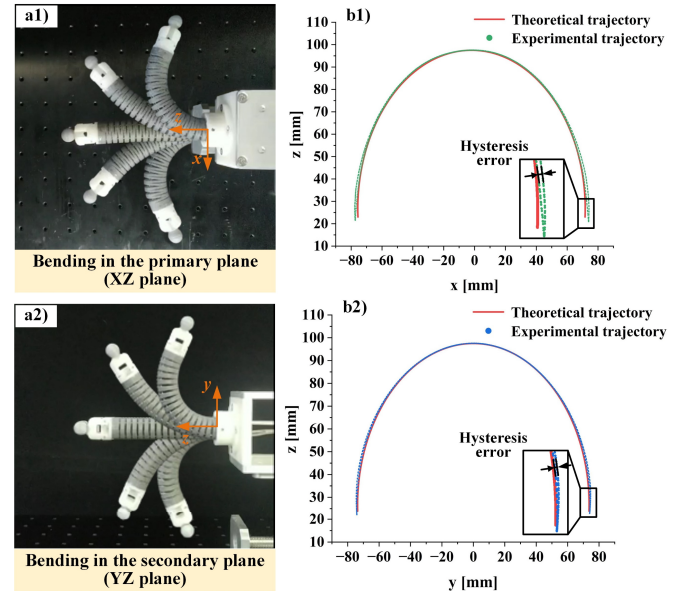 a1)
z
x
Bending in the primary plane
(XZ plane)
b1)
Theoretical trajectory
Experimental trajectory
110
100
90
80
70
60
50
40
30
20
10
z [mm]
Hysteresis
error
−80 −60 −40 −20 0 20 40 60 80
x [mm]
a2)
y
z
Bending in the secondary plane
(YZ plane)
b2)
Theoretical trajectory
Experimental trajectory
110
100
90
80
70
60
50
40
30
20
10
z [mm]
Hysteresis
error
−80 −60 −40 −20 0 20 40 60 80
y [mm]